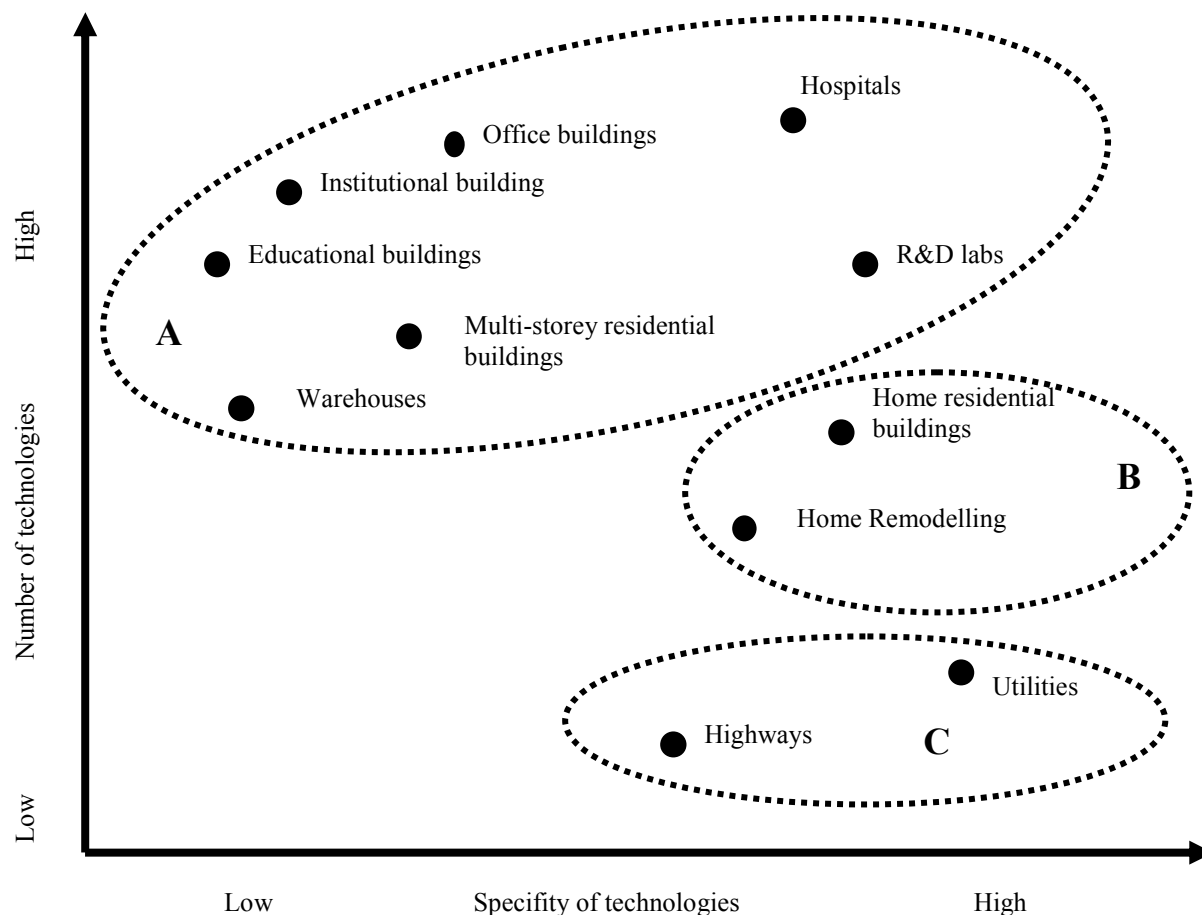 Hospitals
Office buildings
Institutional building
High
Educational buildings
R&D labs
A
Multi-storey residential
buildings
Warehouses
Home residential
buildings
B
Number of technologies
Home Remodelling
Utilities
Highways
C
Low
Low
Specifity of technologies
High